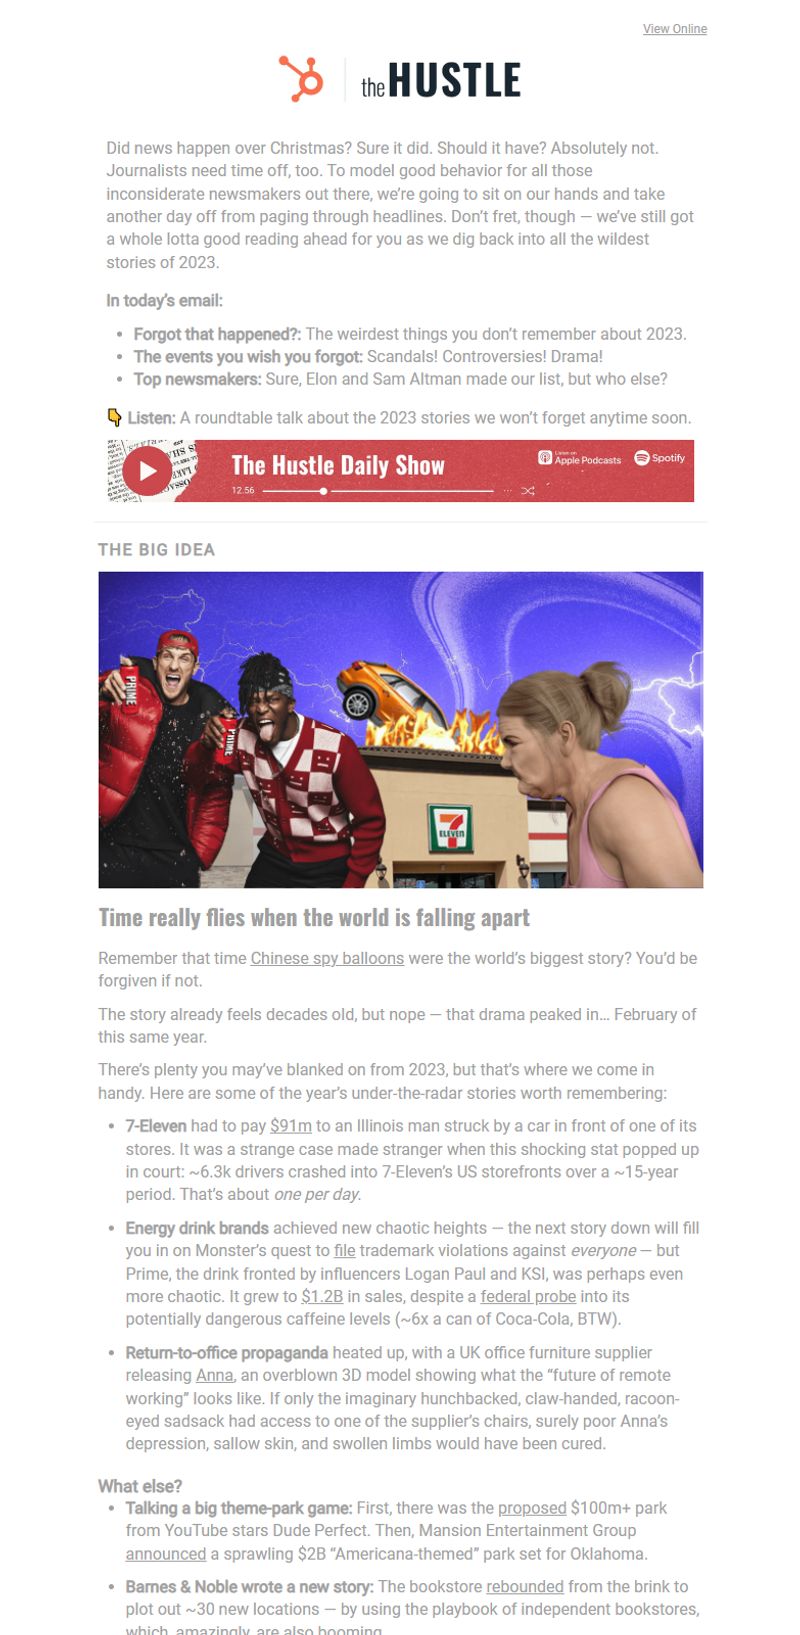 View Online
the HUSTLE
Did news happen over Christmas? Sure it did. Should it have? Absolutely not.
Journalists need time off, too. To model good behavior for all those
inconsiderate newsmakers out there, we’re going to sit on our hands and take
another day off from paging through headlines. Don’t fret, though — we’ve still got
a whole lotta good reading ahead for you as we dig back into all the wildest
stories of 2023.
In today’s email:
• Forgot that happened?: The weirdest things you don’t remember about 2023.
• The events you wish you forgot: Scandals! Controversies! Drama!
• Top newsmakers: Sure, Elon and Sam Altman made our list, but who else?
👇 Listen: A roundtable talk about the 2023 stories we won’t forget anytime soon.
The Hustle Daily Show
Listen on
Apple Podcasts
Spotify
12:56
THE BIG IDEA
PRIME
PRIME
7
ELEVEN
Time really flies when the world is falling apart
Remember that time Chinese spy balloons were the world’s biggest story? You’d be
forgiven if not.
The story already feels decades old, but nope — that drama peaked in… February of
this same year.
There’s plenty you may’ve blanked on from 2023, but that’s where we come in
handy. Here are some of the year’s under-the-radar stories worth remembering:
• 7-Eleven had to pay $91m to an Illinois man struck by a car in front of one of its
stores. It was a strange case made stranger when this shocking stat popped up
in court: ~6.3k drivers crashed into 7-Eleven’s US storefronts over a ~15-year
period. That’s about one per day.
• Energy drink brands achieved new chaotic heights — the next story down will fill
you in on Monster’s quest to file trademark violations against everyone — but
Prime, the drink fronted by influencers Logan Paul and KSI, was perhaps even
more chaotic. It grew to $1.2B in sales, despite a federal probe into its
potentially dangerous caffeine levels (~6x a can of Coca-Cola, BTW).
• Return-to-office propaganda heated up, with a UK office furniture supplier
releasing Anna, an overblown 3D model showing what the “future of remote
working” looks like. If only the imaginary hunchbacked, claw-handed, racoon-
eyed sadsack had access to one of the supplier’s chairs, surely poor Anna’s
depression, sallow skin, and swollen limbs would have been cured.
What else?
• Talking a big theme-park game: First, there was the proposed $100m+ park
from YouTube stars Dude Perfect. Then, Mansion Entertainment Group
announced a sprawling $2B “Americana-themed” park set for Oklahoma.
• Barnes & Noble wrote a new story: The bookstore rebounded from the brink to
plot out ~30 new locations — by using the playbook of independent bookstores,
which, amazingly, are also booming.